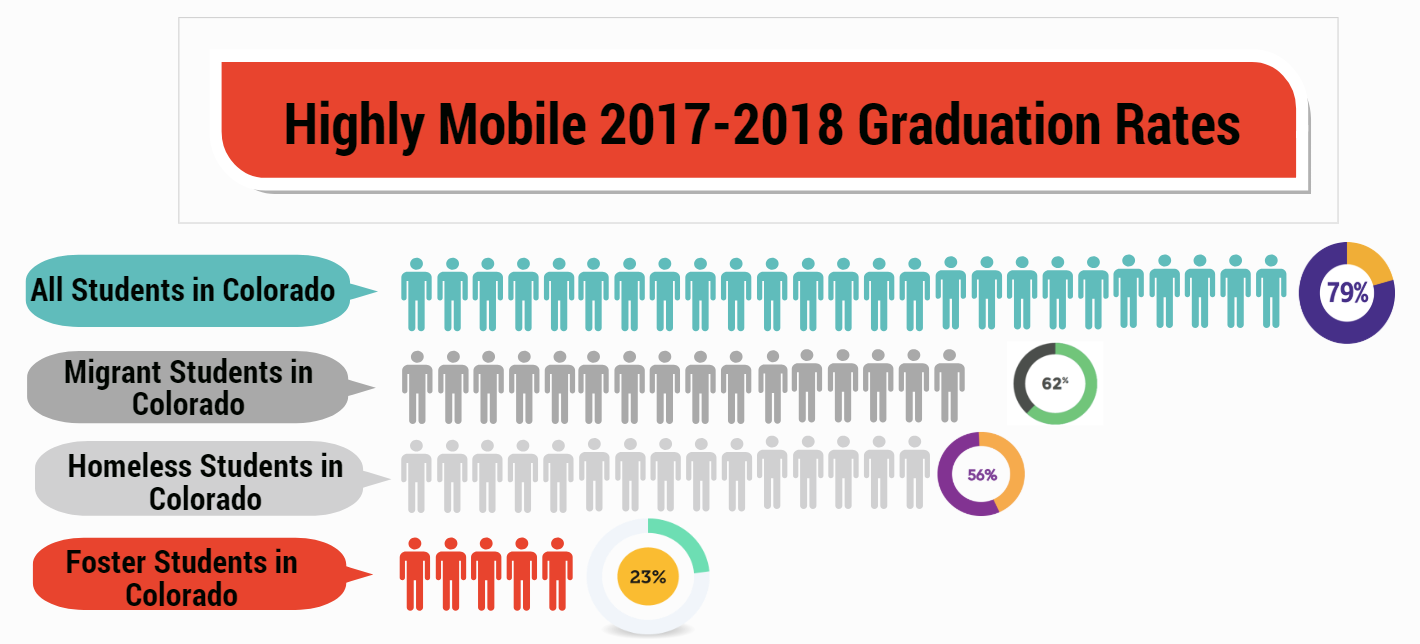 Highly Mobile 2017-2018 Graduation Rates
All Students in Colorado
79%
Migrant Students in
Colorado
62%
Homeless Students in
Colorado
56%
Foster Students in
Colorado
23%